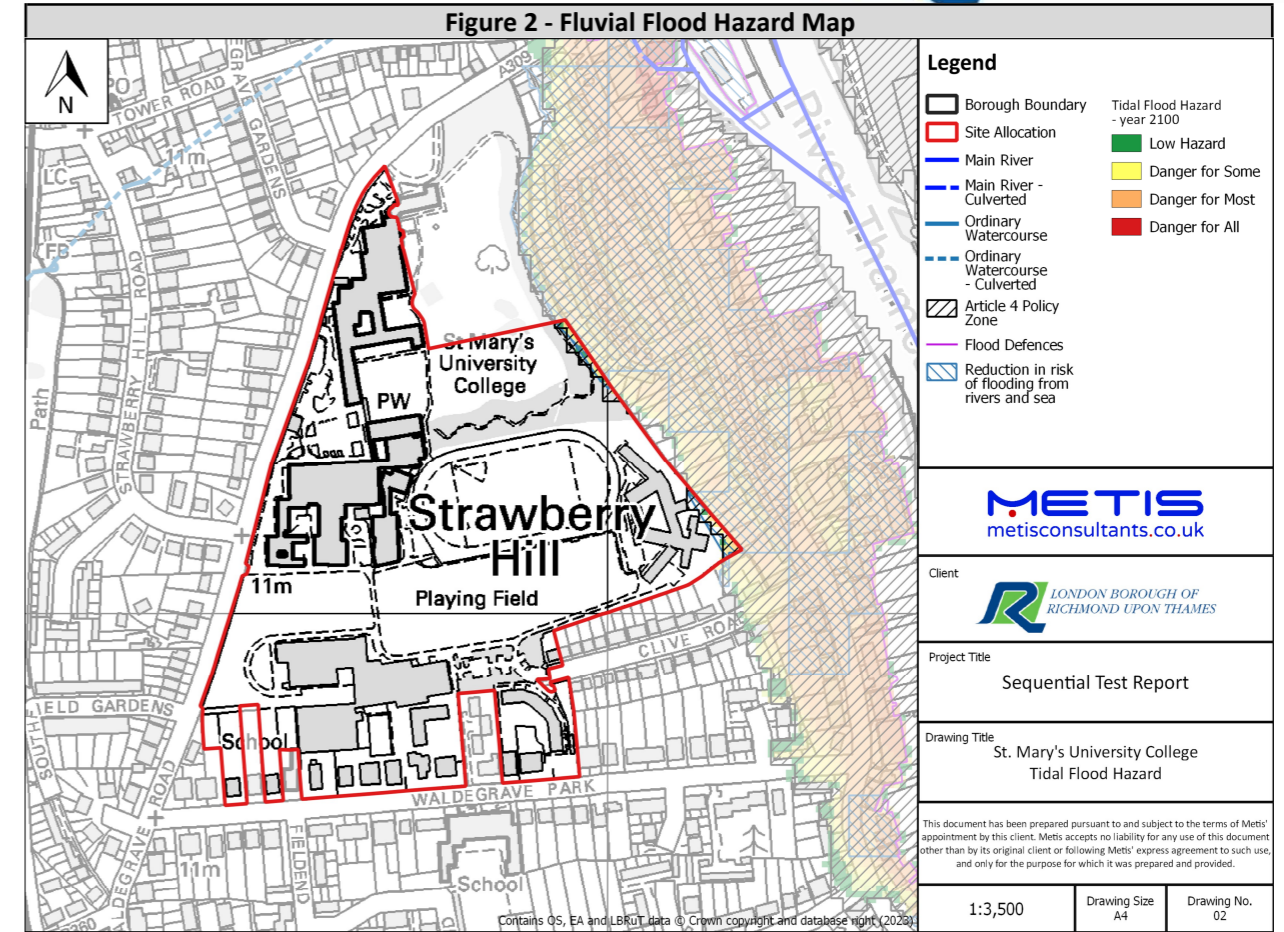 Figure 2 - Fluvial Flood Hazard Map
N
PO
TOWER ROAD
EGRAVE GARDENS
A309
11m
LC
FB
STRAWBERRY HILL ROAD
Path
River Thame
St Mary's
University
College
PW
Strawberry
Hill
11m
Playing Field
CLIVE ROA
SOUTHFIELD GARDENS
School
WALDEGRAVE PARK
WALDEGRAVE ROAD
FIELDEND
11m
School
Contains OS, EA and LBRuT data © Crown copyright and database right (2023)
Legend
Borough Boundary
Site Allocation
Main River
Main River -
Culverted
Ordinary
Watercourse
Ordinary
Watercourse
- Culverted
Article 4 Policy
Zone
Flood Defences
Reduction in risk
of flooding from
rivers and sea
Tidal Flood Hazard
- year 2100
Low Hazard
Danger for Some
Danger for Most
Danger for All
METIS
metisconsultants.co.uk
Client
LONDON BOROUGH OF
RICHMOND UPON THAMES
Project Title
Sequential Test Report
Drawing Title
St. Mary's University College
Tidal Flood Hazard
This document has been prepared pursuant to and subject to the terms of Metis'
appointment by this client. Metis accepts no liability for any use of this document
other than by its original client or following Metis' express agreement to such use,
and only for the purpose for which it was prepared and provided.
1:3,500
Drawing Size
A4
Drawing No.
02